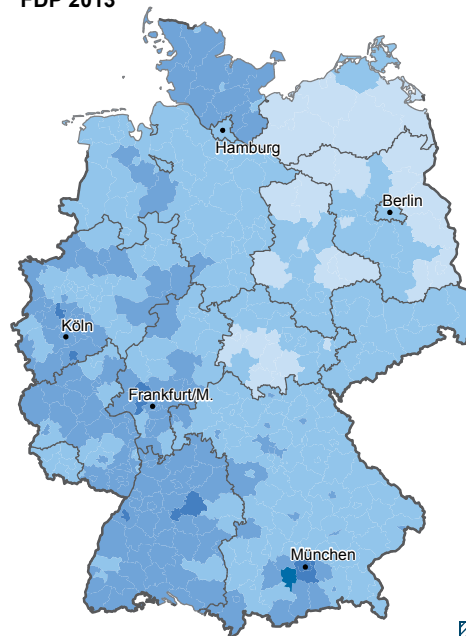 FDP 2013
Hamburg
Berlin
Köln
Frankfurt/M.
München